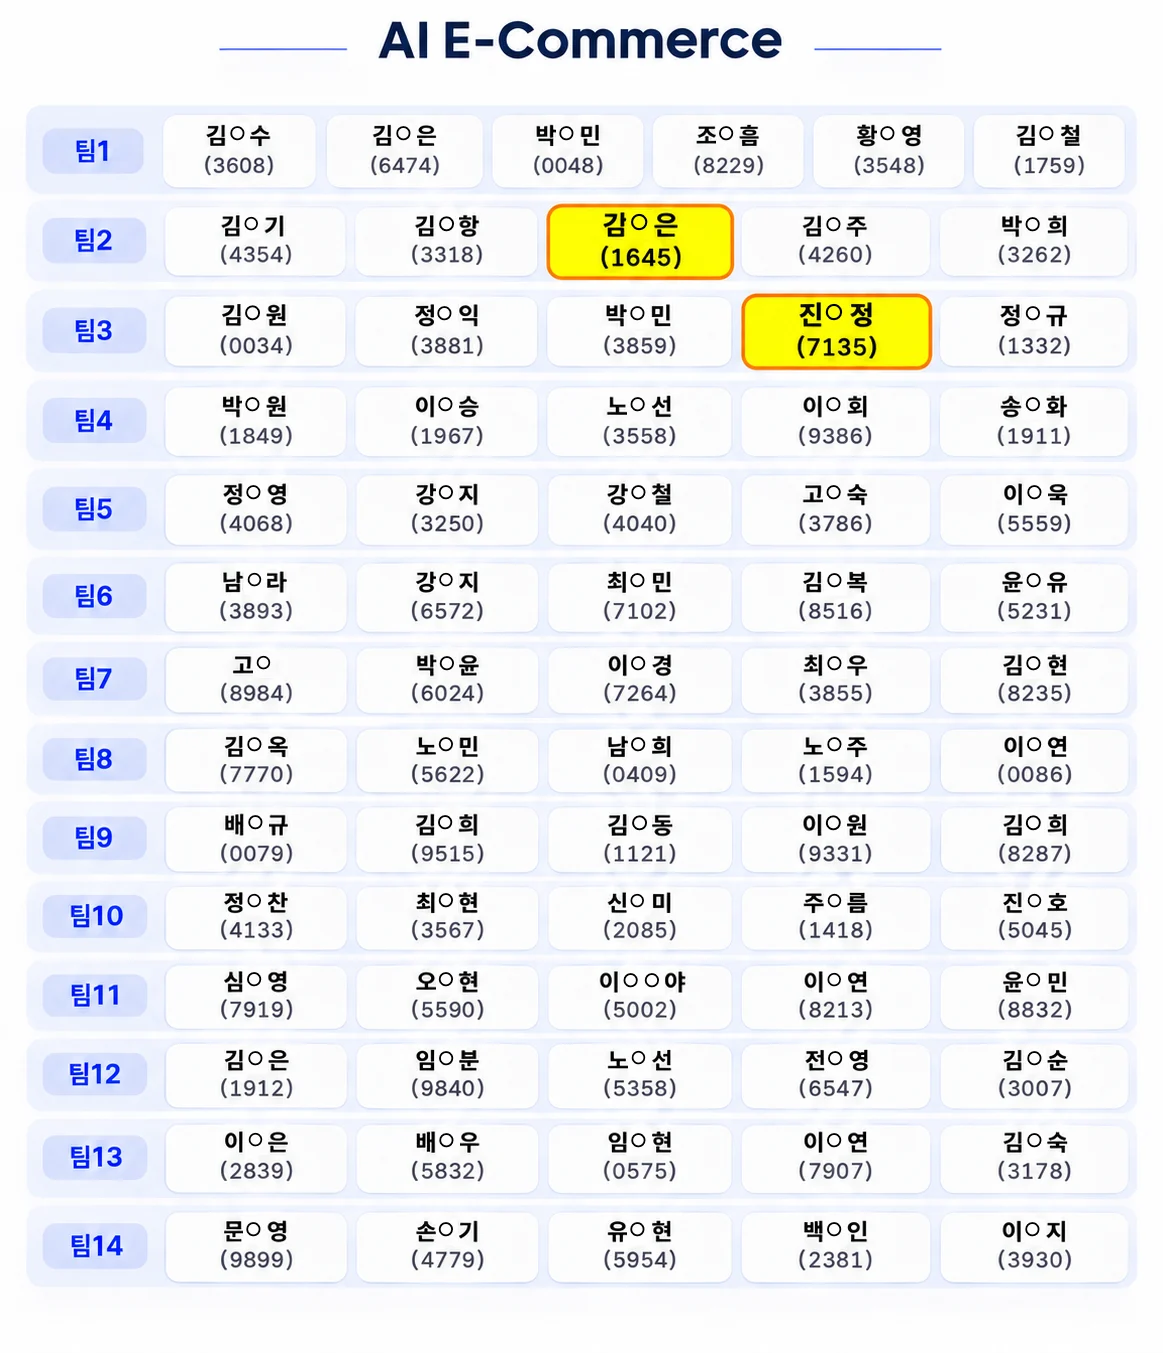 AI E-Commerce
팀1
김○수 김○은 박○민 조○흠 황○영 김○철
(3608) (6474) (0048) (8229) (3548) (1759)
팀2
김○기 김○항 감○은 김○주 박○희
(4354) (3318) (1645) (4260) (3262)
팀3
김○원 정○익 박○민 진○정 정○규
(0034) (3881) (3859) (7135) (1332)
팀4
박○원 이○승 노○선 이○회 송○화
(1849) (1967) (3558) (9386) (1911)
팀5
정○영 강○지 강○철 고○숙 이○욱
(4068) (3250) (4040) (3786) (5559)
팀6
남○라 강○지 최○민 김○복 윤○유
(3893) (6572) (7102) (8516) (5231)
팀7
고○ 박○윤 이○경 최○우 김○현
(8984) (6024) (7264) (3855) (8235)
팀8
김○옥 노○민 남○희 노○주 이○연
(7770) (5622) (0409) (1594) (0086)
팀9
배○규 김○희 김○동 이○원 김○희
(0079) (9515) (1121) (9331) (8287)
팀10
정○찬 최○현 신○미 주○름 진○호
(4133) (3567) (2085) (1418) (5045)
팀11
심○영 오○현 이○○야 이○연 윤○민
(7919) (5590) (5002) (8213) (8832)
팀12
김○은 임○분 노○선 전○영 김○순
(1912) (9840) (5358) (6547) (3007)
팀13
이○은 배○우 임○현 이○연 김○숙
(2839) (5832) (0575) (7907) (3178)
팀14
문○영 손○기 유○현 백○인 이○지
(9899) (4779) (5954) (2381) (3930)